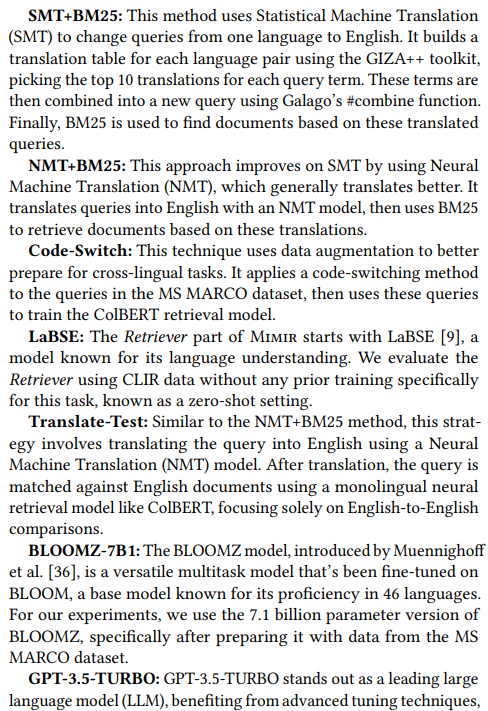 SMT+BM25: This method uses Statistical Machine Translation
(SMT) to change queries from one language to English. It builds a
translation table for each language pair using the GIZA++ toolkit,
picking the top 10 translations for each query term. These terms are
then combined into a new query using Galago's #combine function.
Finally, BM25 is used to find documents based on these translated
queries.
NMT+BM25: This approach improves on SMT by using Neural
Machine Translation (NMT), which generally translates better. It
translates queries into English with an NMT model, then uses BM25
to retrieve documents based on these translations.
Code-Switch: This technique uses data augmentation to better
prepare for cross-lingual tasks. It applies a code-switching method
to the queries in the MS MARCO dataset, then uses these queries
to train the ColBERT retrieval model.
LaBSE: The Retriever part of Mimir starts with LaBSE [9], a
model known for its language understanding. We evaluate the
Retriever using CLIR data without any prior training specifically
for this task, known as a zero-shot setting.
Translate-Test: Similar to the NMT+BM25 method, this strat-
egy involves translating the query into English using a Neural
Machine Translation (NMT) model. After translation, the query is
matched against English documents using a monolingual neural
retrieval model like ColBERT, focusing solely on English-to-English
comparisons.
BLOOMZ-7B1: The BLOOMZ model, introduced by Muennighoff
et al. [36], is a versatile multitask model that's been fine-tuned on
BLOOM, a base model known for its proficiency in 46 languages.
For our experiments, we use the 7.1 billion parameter version of
BLOOMZ, specifically after preparing it with data from the MS
MARCO dataset.
GPT-3.5-TURBO: GPT-3.5-TURBO stands out as a leading large
language model (LLM), benefiting from advanced tuning techniques,